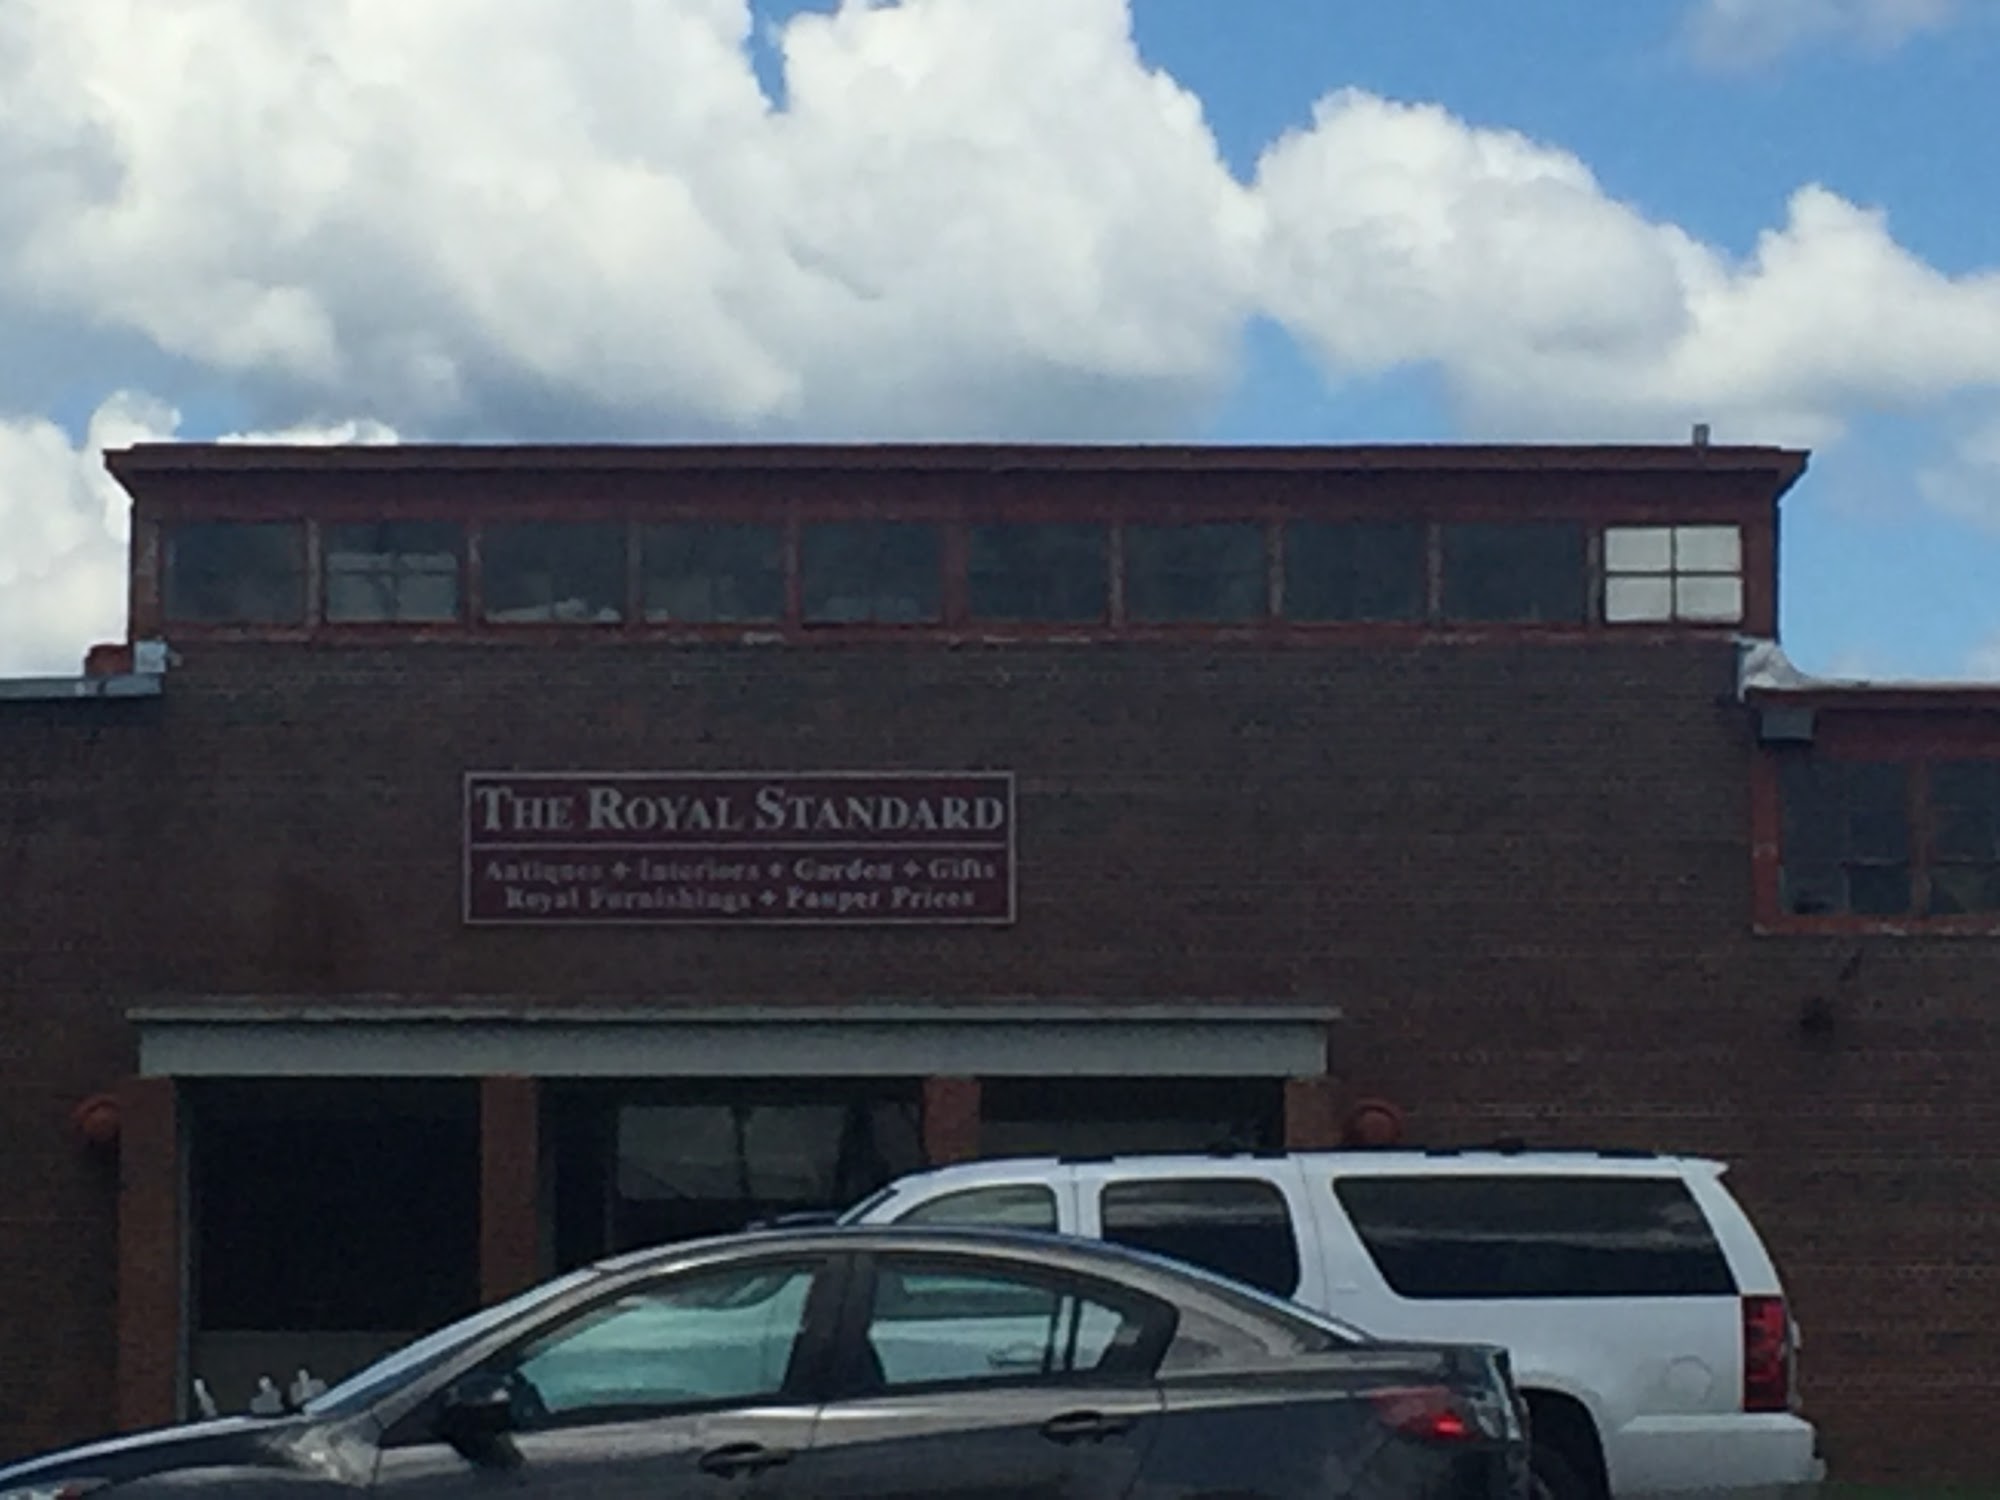 THE ROYAL STANDARD
Antiques + Interiors + Garden + Gifts
Royal Furnishings + Pauper Prices